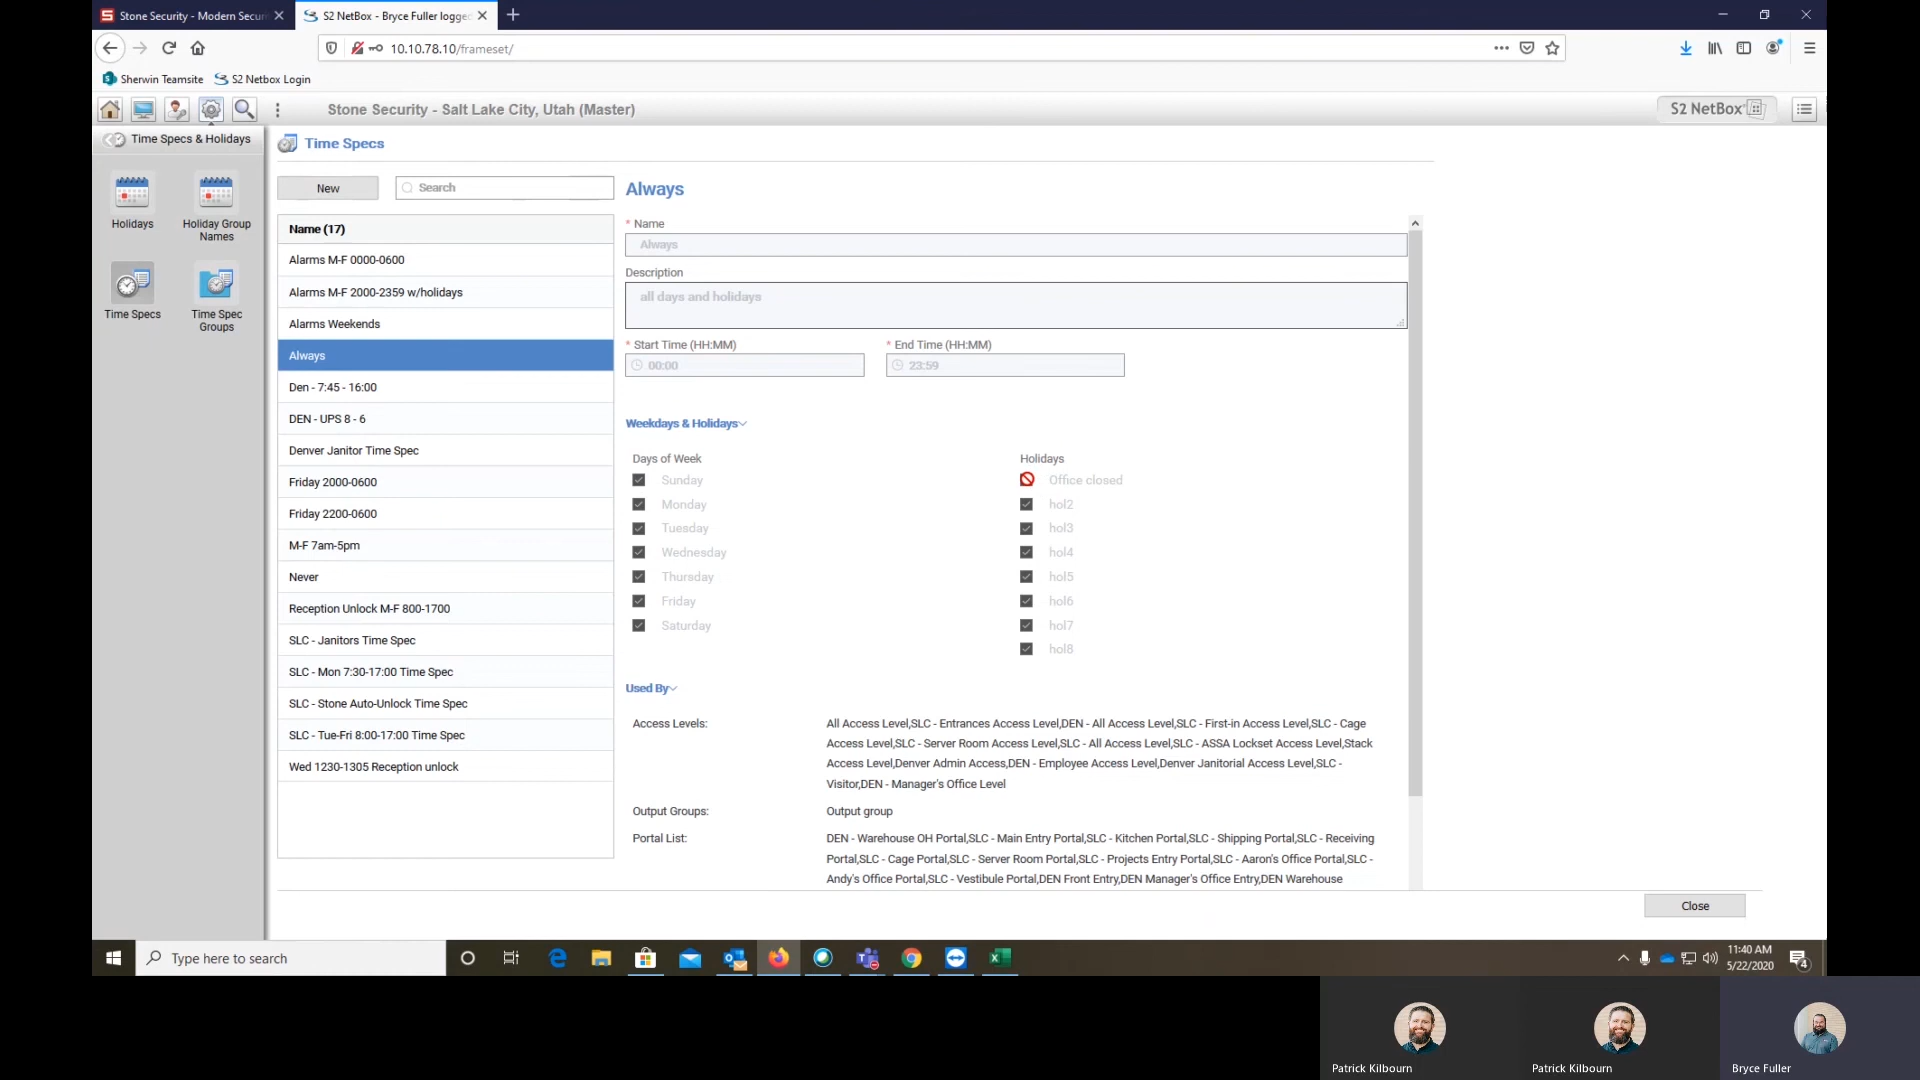 Stone Security - Modern Securi
S2 NetBox - Bryce Fuller logged
10.10.78.10/frameset/
Sherwin Teamsite
S2 Netbox Login
Stone Security - Salt Lake City, Utah (Master)
S2 NetBox
Time Specs & Holidays
Holidays
Holiday Group
Names
Time Specs
Time Spec
Groups
Time Specs
New
Search
Name (17)
Alarms M-F 0000-0600
Alarms M-F 2000-2359 w/holidays
Alarms Weekends
Always
Den - 7:45 - 16:00
DEN - UPS 8 - 6
Denver Janitor Time Spec
Friday 2000-0600
Friday 2200-0600
M-F 7am-5pm
Never
Reception Unlock M-F 800-1700
SLC - Janitors Time Spec
SLC - Mon 7:30-17:00 Time Spec
SLC - Stone Auto-Unlock Time Spec
SLC - Tue-Fri 8:00-17:00 Time Spec
Wed 1230-1305 Reception unlock
Always
* Name
Always
Description
all days and holidays
* Start Time (HH:MM)
* End Time (HH:MM)
00:00
23:59
Weekdays & Holidays
Days of Week
Sunday
Monday
Tuesday
Wednesday
Thursday
Friday
Saturday
Holidays
Office closed
hol2
hol3
hol4
hol5
hol6
hol7
hol8
Used By
Access Levels:
All Access Level,SLC - Entrances Access Level,DEN - All Access Level,SLC - First-in Access Level,SLC - Cage
Access Level,SLC - Server Room Access Level,SLC - All Access Level,SLC - ASSA Lockset Access Level,Stack
Access Level,Denver Admin Access,DEN - Employee Access Level,Denver Janitorial Access Level,SLC -
Visitor,DEN - Manager's Office Level
Output Groups:
Output group
Portal List:
DEN - Warehouse OH Portal,SLC - Main Entry Portal,SLC - Kitchen Portal,SLC - Shipping Portal,SLC - Receiving
Portal,SLC - Cage Portal,SLC - Server Room Portal,SLC - Projects Entry Portal,SLC - Aaron's Office Portal,SLC -
Andy's Office Portal,SLC - Vestibule Portal,DEN Front Entry,DEN Manager's Office Entry,DEN Warehouse
Close
Type here to search
11:40 AM
5/22/2020
4
Patrick Kilbourn
Patrick Kilbourn
Bryce Fuller